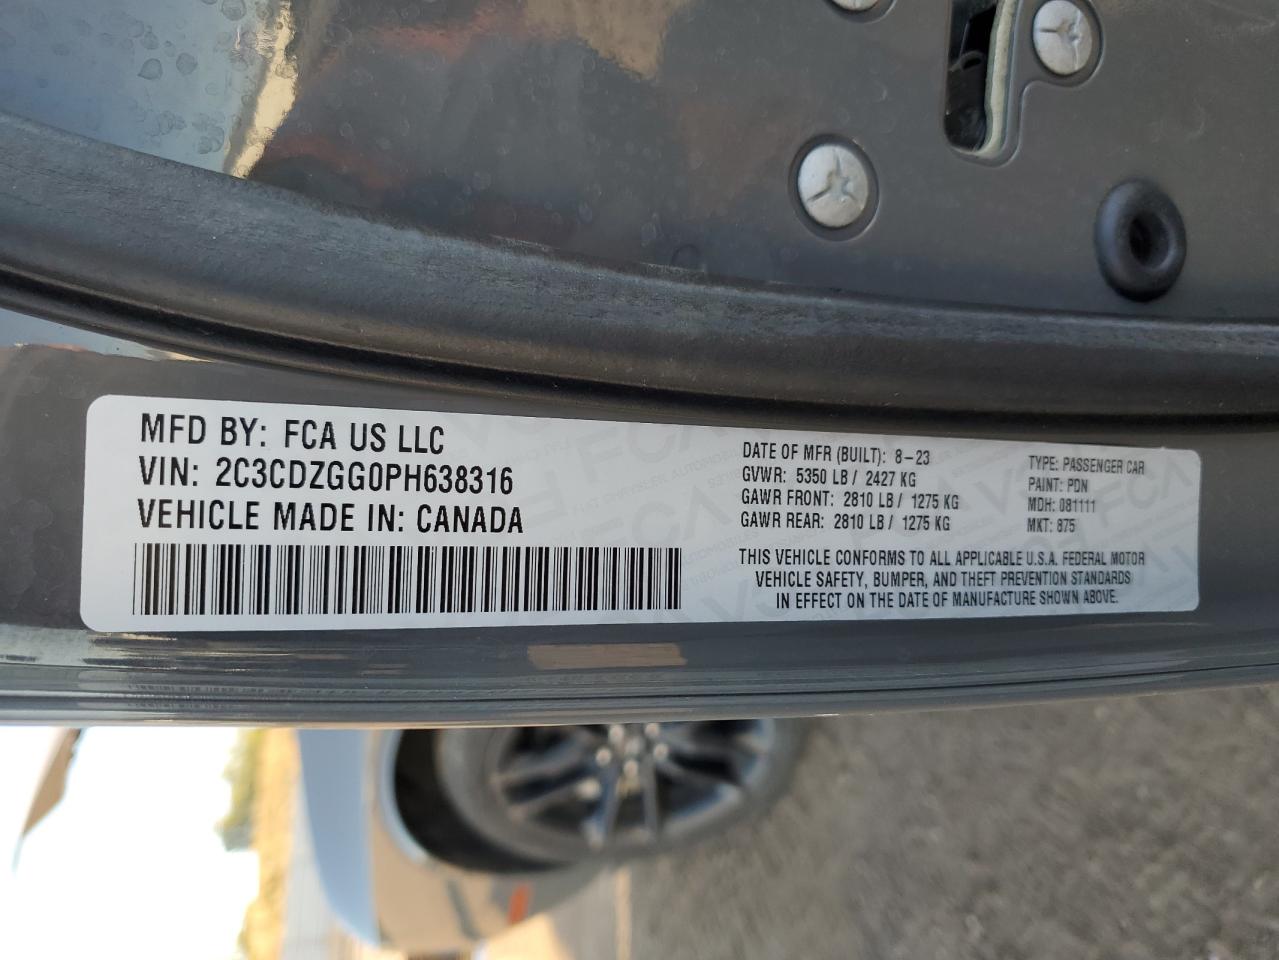 MFD BY: FCA US LLC
VIN: 2C3CDZGG0PH638316
VEHICLE MADE IN: CANADA
DATE OF MFR (BUILT): 8-23
GVWR: 5350 LB / 2427 KG
GAWR FRONT: 2810 LB / 1275 KG
GAWR REAR: 2810 LB / 1275 KG
TYPE: PASSENGER CAR
PAINT: PDN
MDH: 081111
MKT: 875
THIS VEHICLE CONFORMS TO ALL APPLICABLE U.S.A. FEDERAL MOTOR
VEHICLE SAFETY, BUMPER, AND THEFT PREVENTION STANDARDS
IN EFFECT ON THE DATE OF MANUFACTURE SHOWN ABOVE.